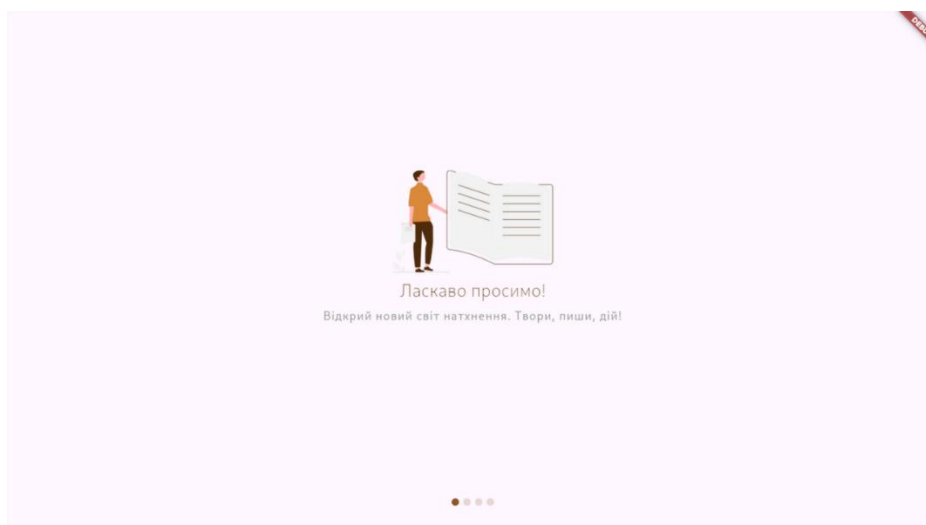 Ласкаво просимо!
Відкрий новий світ натхнення. Твори, пиши, дій!